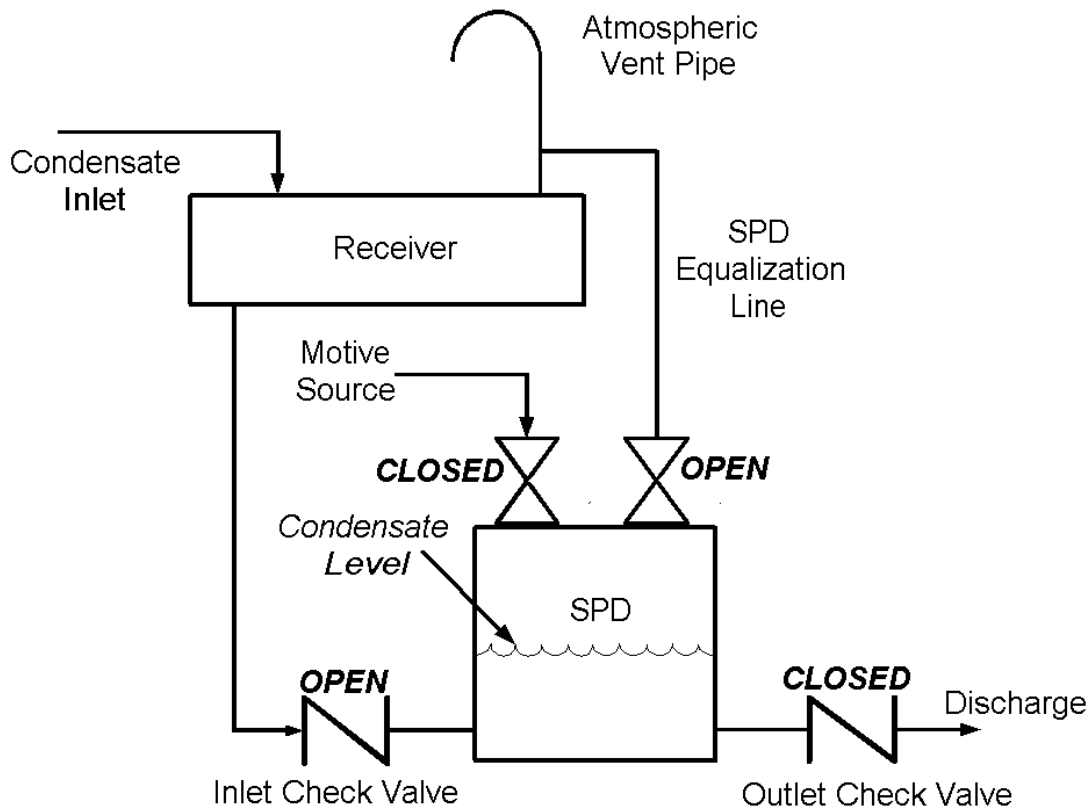 Atmospheric
Vent Pipe
Condensate
Inlet
Receiver
SPD
Equalization
Line
Motive
Source
CLOSED
OPEN
Condensate
Level
SPD
OPEN
CLOSED
Discharge
Inlet Check Valve
Outlet Check Valve